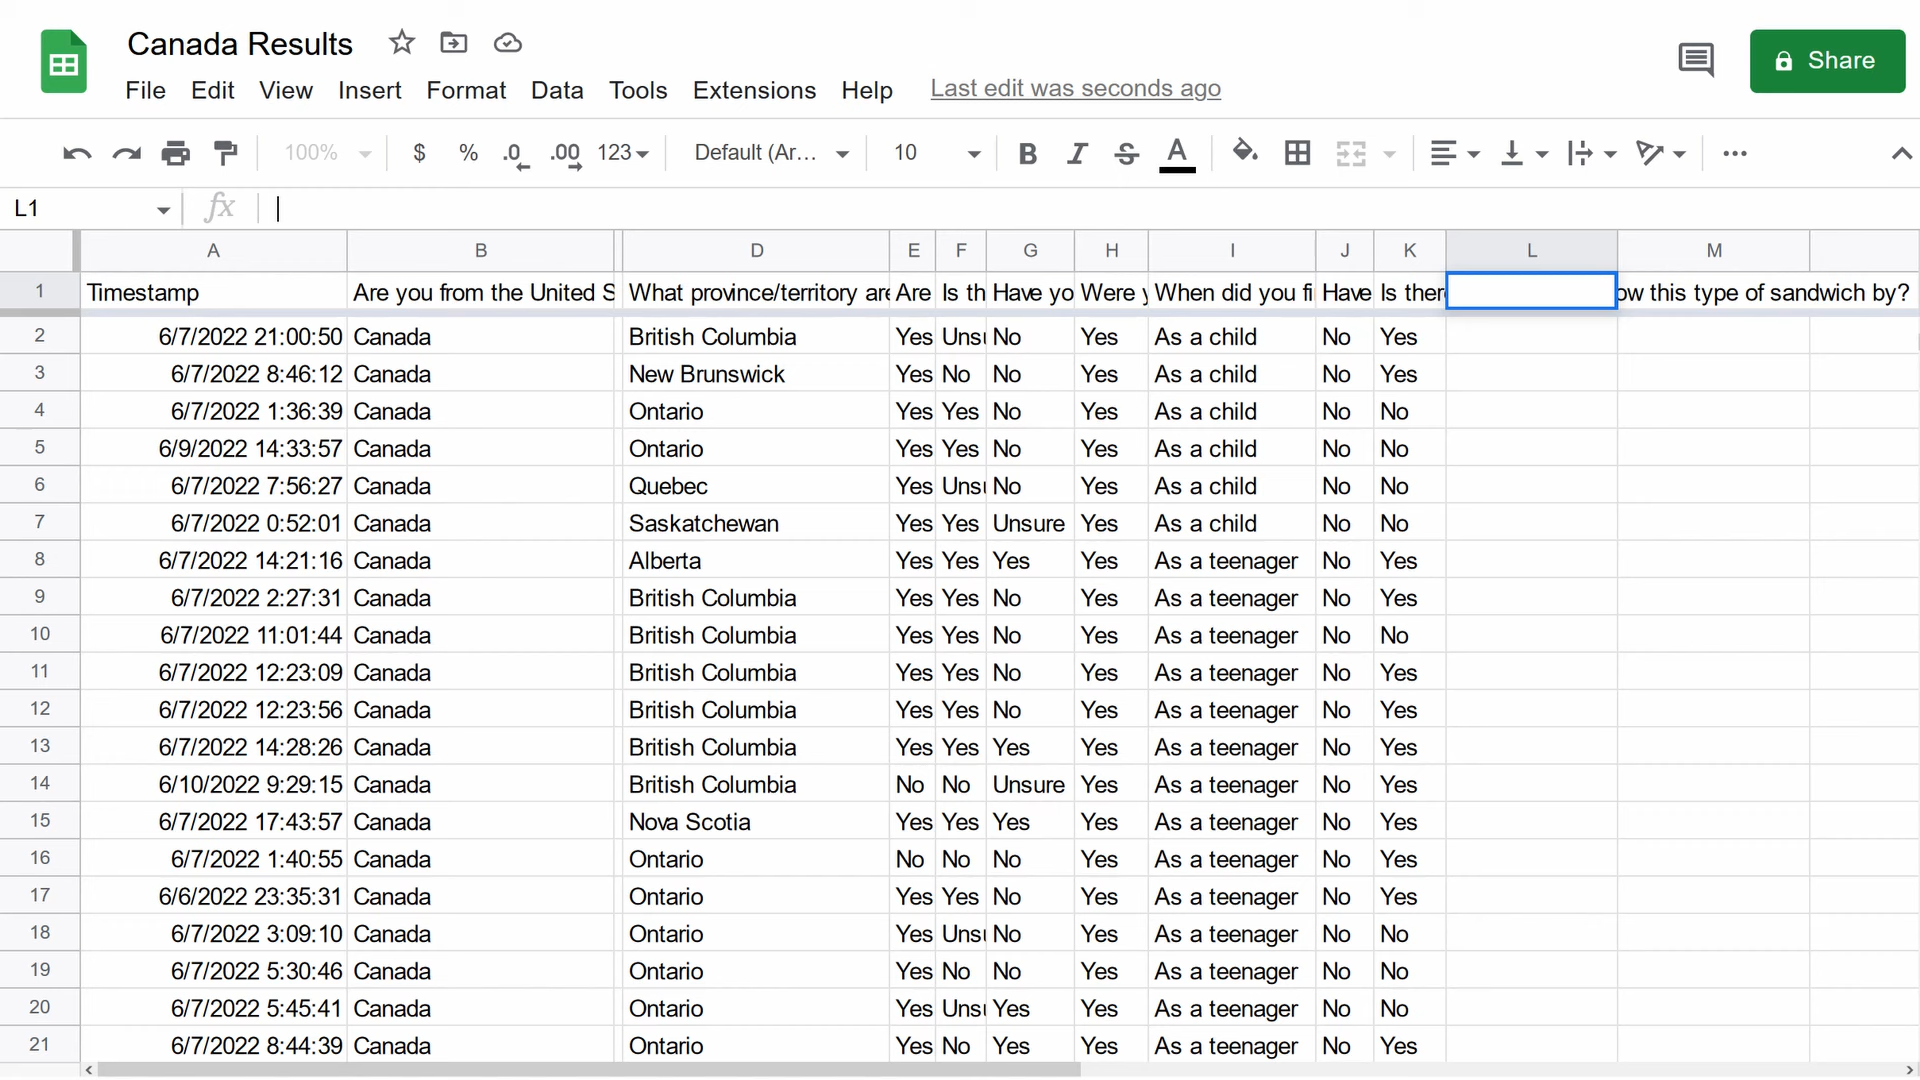 Canada Results
File Edit View Insert Format Data Tools Extensions Help Last edit was seconds ago
Share
100% $ % .0 .00 123 Default (Ar... 10 B I S A ...
L1 fx
A B D E F G H I J K L M
1 Timestamp Are you from the United S What province/territory are Are Is th Have yo Were y When did you fi Have Is there ow this type of sandwich by?
2 6/7/2022 21:00:50 Canada British Columbia Yes Unsu No Yes As a child No Yes
3 6/7/2022 8:46:12 Canada New Brunswick Yes No No Yes As a child No Yes
4 6/7/2022 1:36:39 Canada Ontario Yes Yes No Yes As a child No No
5 6/9/2022 14:33:57 Canada Ontario Yes Yes No Yes As a child No No
6 6/7/2022 7:56:27 Canada Quebec Yes Unsu No Yes As a child No No
7 6/7/2022 0:52:01 Canada Saskatchewan Yes Yes Unsure Yes As a child No No
8 6/7/2022 14:21:16 Canada Alberta Yes Yes Yes Yes As a teenager No Yes
9 6/7/2022 2:27:31 Canada British Columbia Yes Yes No Yes As a teenager No Yes
10 6/7/2022 11:01:44 Canada British Columbia Yes Yes No Yes As a teenager No No
11 6/7/2022 12:23:09 Canada British Columbia Yes Yes No Yes As a teenager No Yes
12 6/7/2022 12:23:56 Canada British Columbia Yes Yes No Yes As a teenager No Yes
13 6/7/2022 14:28:26 Canada British Columbia Yes Yes Yes Yes As a teenager No Yes
14 6/10/2022 9:29:15 Canada British Columbia No No Unsure Yes As a teenager No Yes
15 6/7/2022 17:43:57 Canada Nova Scotia Yes Yes Yes Yes As a teenager No Yes
16 6/7/2022 1:40:55 Canada Ontario No No No Yes As a teenager No Yes
17 6/6/2022 23:35:31 Canada Ontario Yes Yes No Yes As a teenager No Yes
18 6/7/2022 3:09:10 Canada Ontario Yes Unsu No Yes As a teenager No No
19 6/7/2022 5:30:46 Canada Ontario Yes No No Yes As a teenager No No
20 6/7/2022 5:45:41 Canada Ontario Yes Unsu Yes Yes As a teenager No No
21 6/7/2022 8:44:39 Canada Ontario Yes No Yes Yes As a teenager No Yes